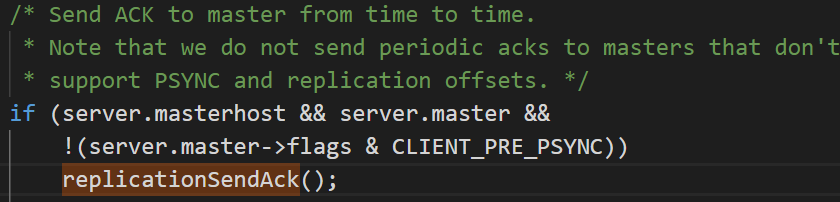 /* Send ACK to master from time to time.
* Note that we do not send periodic acks to masters that don't
* support PSYNC and replication offsets. */
if (server.masterhost && server.master &&
!(server.master->flags & CLIENT_PRE_PSYNC))
replicationSendAck();